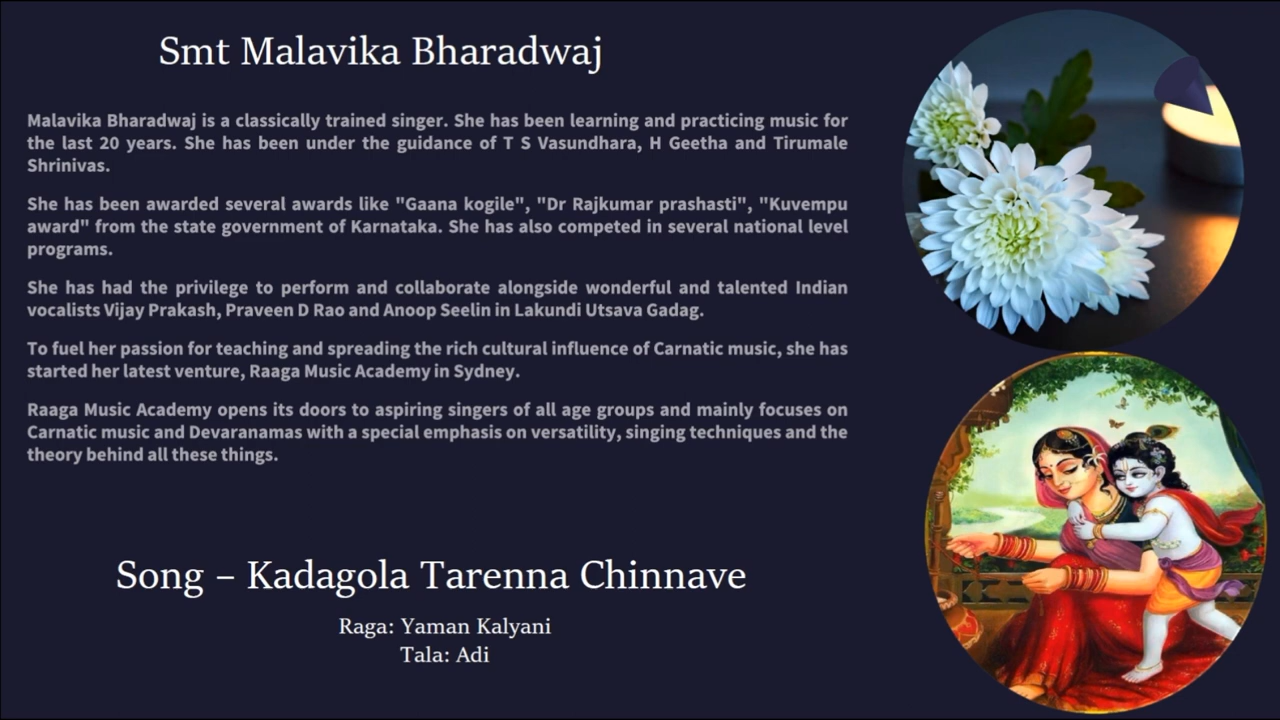 Smt Malavika Bharadwaj
Malavika Bharadwaj is a classically trained singer. She has been learning and practicing music for
the last 20 years. She has been under the guidance of T S Vasundhara, H Geetha and Tirumale
Shrinivas.
She has been awarded several awards like "Gaana kogile", "Dr Rajkumar prashasti", "Kuvempu
award" from the state government of Karnataka. She has also competed in several national level
programs.
She has had the privilege to perform and collaborate alongside wonderful and talented Indian
vocalists Vijay Prakash, Praveen D Rao and Anoop Seelin in Lakundi Utsava Gadag.
To fuel her passion for teaching and spreading the rich cultural influence of Carnatic music, she has
started her latest venture, Raaga Music Academy in Sydney.
Raaga Music Academy opens its doors to aspiring singers of all age groups and mainly focuses on
Carnatic music and Devaranamas with a special emphasis on versatility, singing techniques and the
theory behind all these things.
Song – Kadagola Tarenna Chinnave
Raga: Yaman Kalyani
Tala: Adi